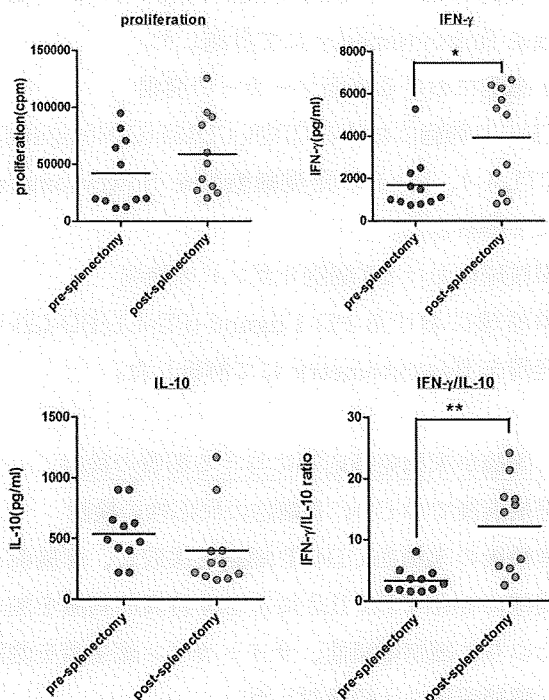 proliferation
150000
100000
50000
0
proliferation(cpm)
pre-splenectomy
post-splenectomy
IFN-γ
*
8000
6000
4000
2000
0
IFN-γ(pg/ml)
pre-splenectomy
post-splenectomy
IL-10
1500
1000
500
0
IL-10(pg/ml)
pre-splenectomy
post-splenectomy
IFN-γ/IL-10
**
30
20
10
0
IFN-γ/IL-10 ratio
pre-splenectomy
post-splenectomy